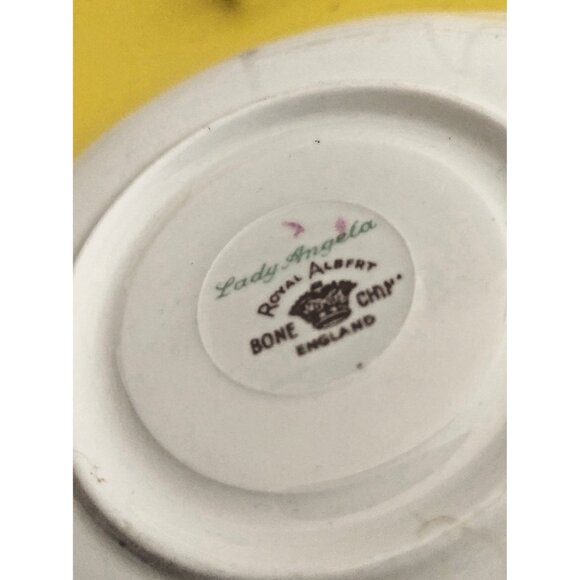 Lady Angela
ROYAL ALBERT
BONE CHINA
ENGLAND